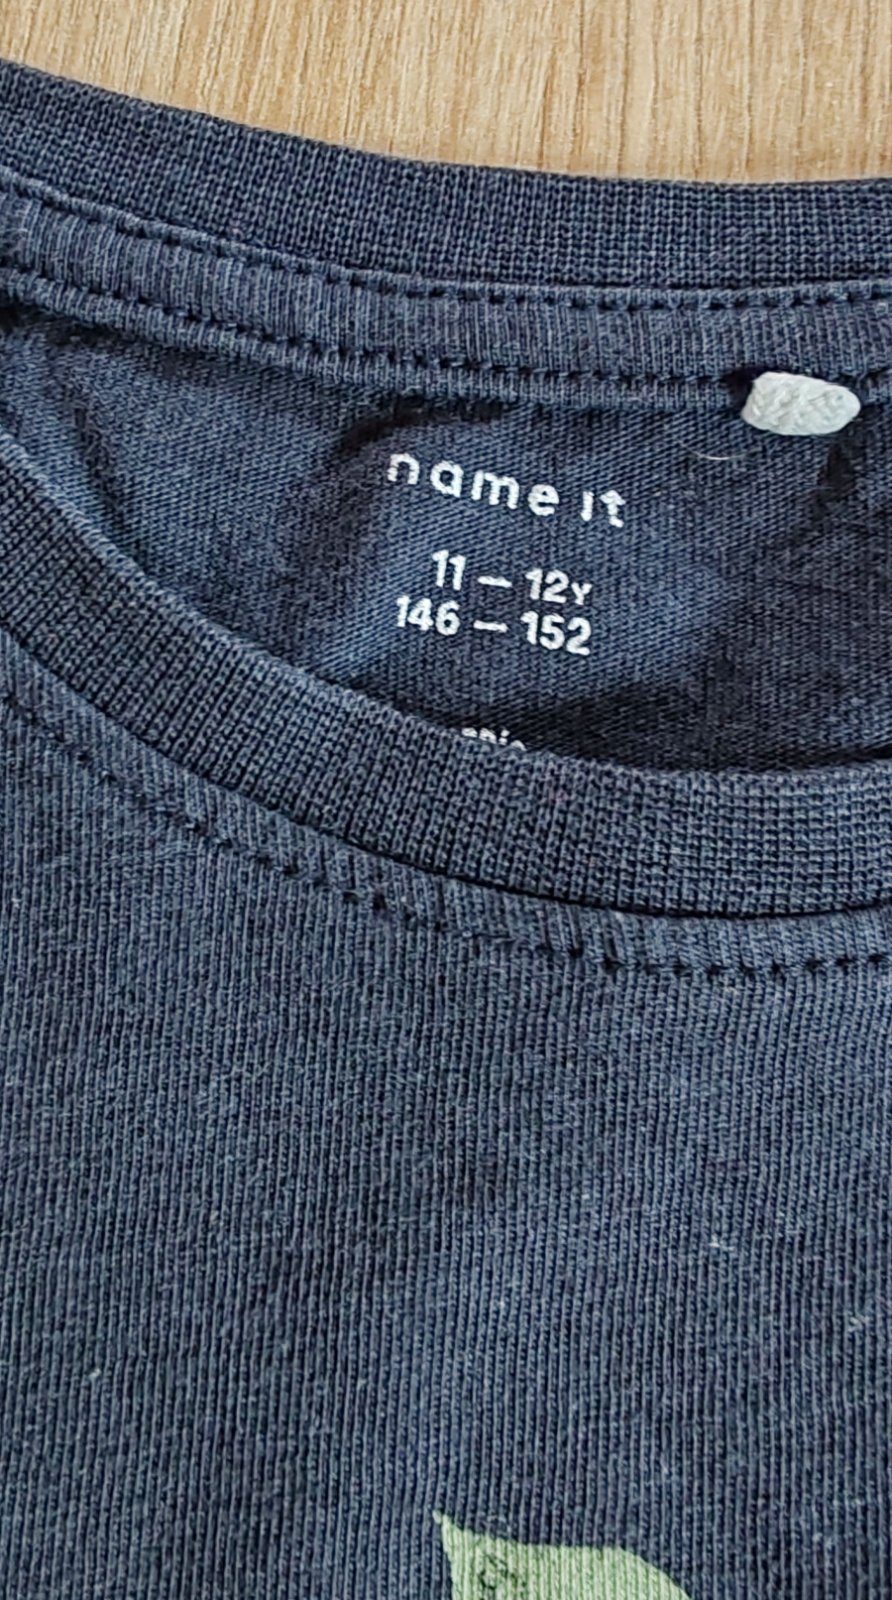 name it
11 – 12Y
146 – 152